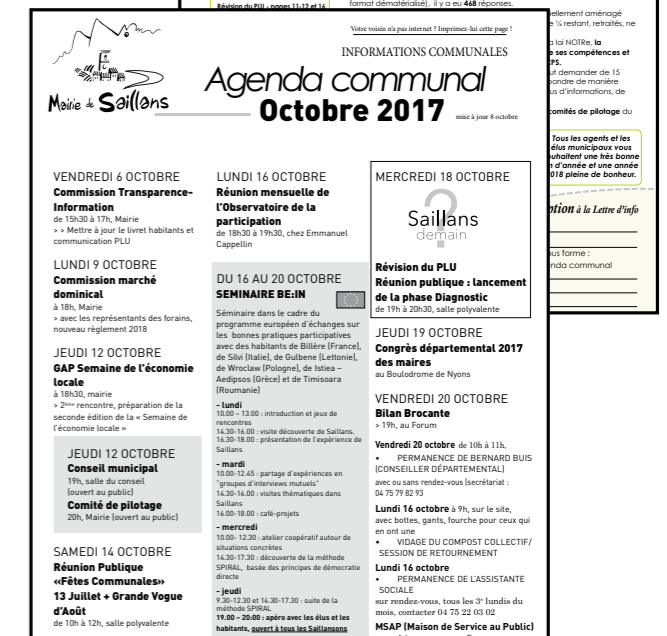 Révision du PLU - pages 11-12 et 16
format dématérialisé), il y a eu 468 réponses.
Votre voisin n'a pas internet ? Imprimez-lui cette page !
INFORMATIONS COMMUNALES
Agenda communal
Octobre 2017
mise à jour 8 octobre
Mairie de Saillans
VENDREDI 6 OCTOBRE
Commission Transparence-
Information
de 15h30 à 17h, Mairie
> > Mettre à jour le livret habitants et
communication PLU
LUNDI 9 OCTOBRE
Commission marché
dominical
à 18h, Mairie
> avec les représentants des forains,
nouveau règlement 2018
JEUDI 12 OCTOBRE
GAP Semaine de l'économie
locale
à 18h30, mairie
> 2ème rencontre, préparation de la
seconde édition de la « Semaine de
l'économie locale »
JEUDI 12 OCTOBRE
Conseil municipal
19h, salle du conseil
(ouvert au public)
Comité de pilotage
20h, Mairie (ouvert au public)
SAMEDI 14 OCTOBRE
Réunion Publique
«Fêtes Communales»
13 Juillet + Grande Vogue
d'Août
de 10h à 12h, salle polyvalente
LUNDI 16 OCTOBRE
Réunion mensuelle de
l'Observatoire de la
participation
de 18h30 à 19h30, chez Emmanuel
Cappellin
DU 16 AU 20 OCTOBRE
SEMINAIRE BE:IN
Séminaire dans le cadre du
programme européen d'échanges sur
les bonnes pratiques participatives
avec des habitants de Billère (France),
de Silvi (Italie), de Gulbene (Lettonie),
de Wroclaw (Pologne), de Istiea –
Aedipsos (Grèce) et de Timisoara
(Roumanie)
- lundi
10.00 – 13.00 : introduction et jeux de
rencontres
14.30-16.00 : visite découverte de Saillans.
16.30-18.00 : présentation de l'expérience de
Saillans
- mardi
10.00-12.45 : partage d'expériences en
"groupes d'interviews mutuels"
14.30-16.00 : visites thématiques dans
Saillans
16.00-18.00 : café-projets
- mercredi
10.00- 12.30 : atelier coopératif autour de
situations concrètes
14.30-17.30 : découverte de la méthode
SPIRAL, basée des principes de démocratie
directe
- jeudi
9.30-12.30 et 14.30-17.30 : suite de la
méthode SPIRAL
19.00 – 20:00 : apéro avec les élus et les
habitants, ouvert à tous les Saillansons
MERCREDI 18 OCTOBRE
?
Saillans
demain
Révision du PLU
Réunion publique : lancement
de la phase Diagnostic
de 19h à 20h30, salle polyvalente
JEUDI 19 OCTOBRE
Congrès départemental 2017
des maires
au Boulodrome de Nyons
VENDREDI 20 OCTOBRE
Bilan Brocante
> 19h, au Forum
Vendredi 20 octobre de 10h à 11h,
• PERMANENCE DE BERNARD BUIS
(CONSEILLER DÉPARTEMENTAL)
avec ou sans rendez-vous (secrétariat :
04 75 79 82 93
Lundi 16 octobre à 9h, sur le site,
avec bottes, gants, fourche pour ceux qui
en ont une
• VIDAGE DU COMPOST COLLECTIF/
SESSION DE RETOURNEMENT
Lundi 16 octobre
• PERMANENCE DE L'ASSISTANTE
SOCIALE
sur rendez-vous, tous les 3e lundis du
mois, contacter 04 75 22 03 02
MSAP (Maison de Service au Public)
ellement aménagé
¼ restant, retraités, ne
a loi NOTRe, la
e ses compétences et
CPS.
ut demander de 15
pondre de manière
us d'informations, de
comités de pilotage du
Tous les agents et les
élus municipaux vous
ouhaitent une très bonne
n d'année et une année
018 pleine de bonheur.
ption à la Lettre d'info
ous forme :
enda communal